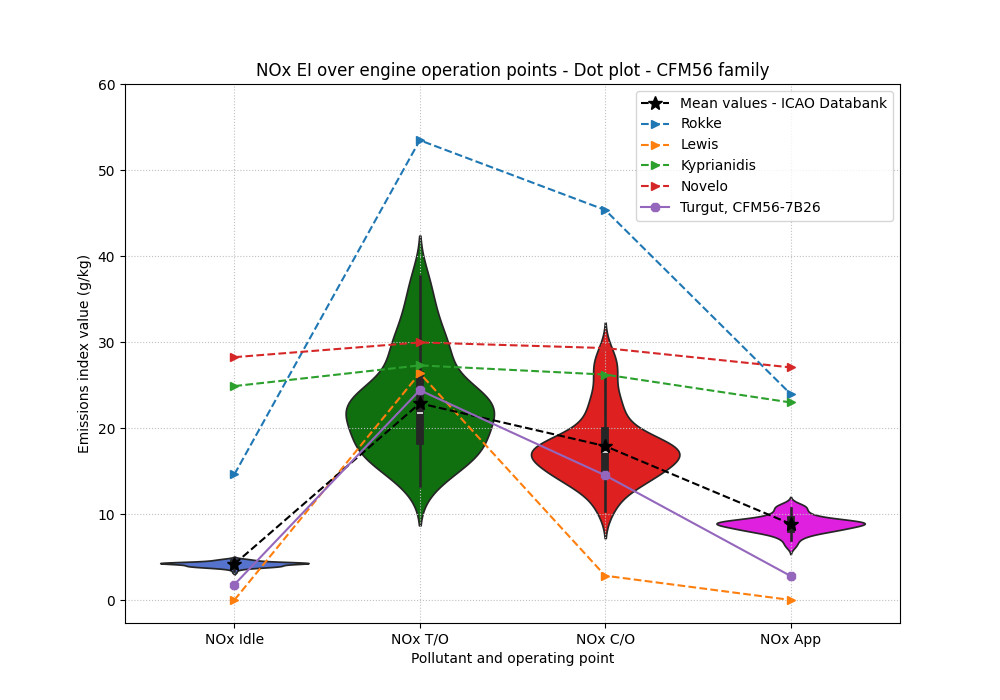 NOx EI over engine operation points - Dot plot - CFM56 family
Emissions index value (g/kg)
60
50
40
30
20
10
0
Mean values - ICAO Databank
Rokke
Lewis
Kyprianidis
Novelo
Turgut, CFM56-7B26
NOx Idle
NOx T/O
NOx C/O
NOx App
Pollutant and operating point